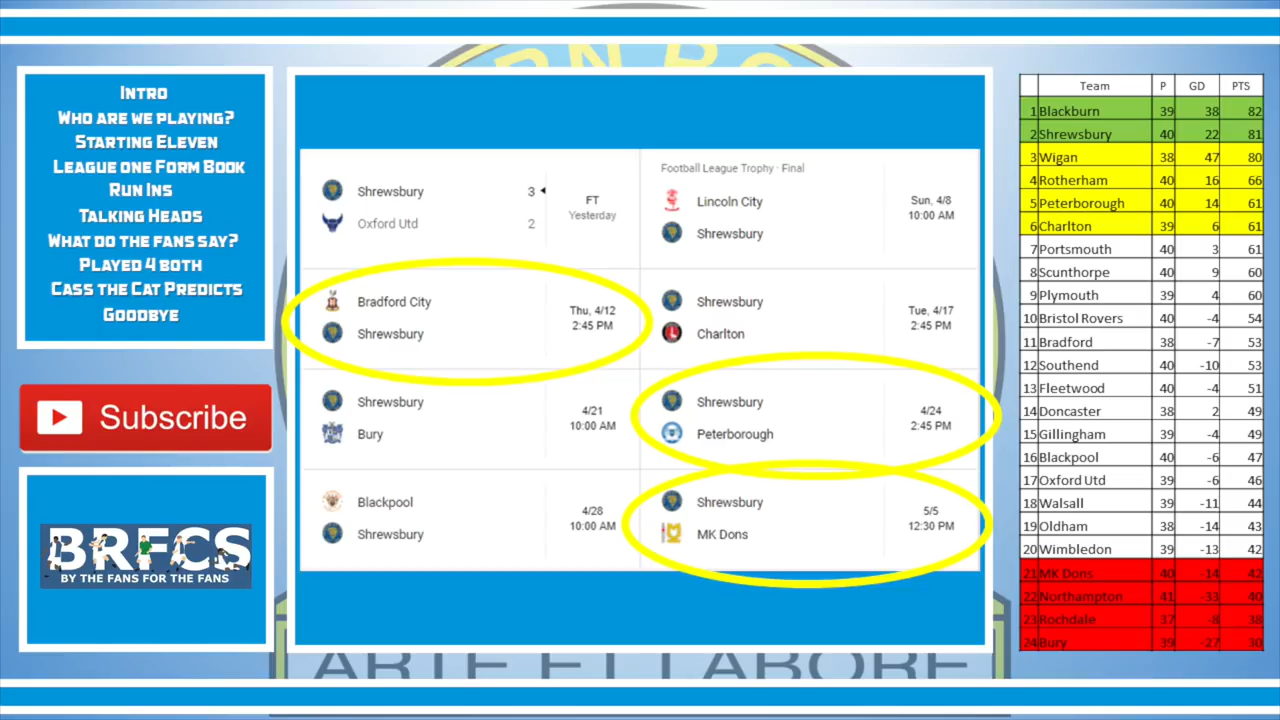 RN RO
Intro
Who are we playing?
Starting Eleven
League one Form Book
Run Ins
Talking Heads
What do the fans say?
Played 4 both
Cass the Cat Predicts
Goodbye
Subscribe
BRFCS
BY THE FANS FOR THE FANS
Shrewsbury 3
Oxford Utd 2
FT
Yesterday
Football League Trophy · Final
Lincoln City
Shrewsbury
Sun, 4/8
10:00 AM
Bradford City
Shrewsbury
Thu, 4/12
2:45 PM
Shrewsbury
Charlton
Tue, 4/17
2:45 PM
Shrewsbury
Bury
4/21
10:00 AM
Shrewsbury
Peterborough
4/24
2:45 PM
Blackpool
Shrewsbury
4/28
10:00 AM
Shrewsbury
MK Dons
5/5
12:30 PM
Team P GD PTS
1 Blackburn 39 38 82
2 Shrewsbury 40 22 81
3 Wigan 38 47 80
4 Rotherham 40 16 66
5 Peterborough 40 14 61
6 Charlton 39 6 61
7 Portsmouth 40 3 61
8 Scunthorpe 40 9 60
9 Plymouth 39 4 60
10 Bristol Rovers 40 -4 54
11 Bradford 38 -7 53
12 Southend 40 -10 53
13 Fleetwood 40 -4 51
14 Doncaster 38 2 49
15 Gillingham 39 -4 49
16 Blackpool 40 -6 47
17 Oxford Utd 39 -6 46
18 Walsall 39 -11 44
19 Oldham 38 -14 43
20 Wimbledon 39 -13 42
21 MK Dons 40 -14 42
22 Northampton 41 -33 40
23 Rochdale 37 -8 38
24 Bury 39 -27 30
ARTE ET LABORE